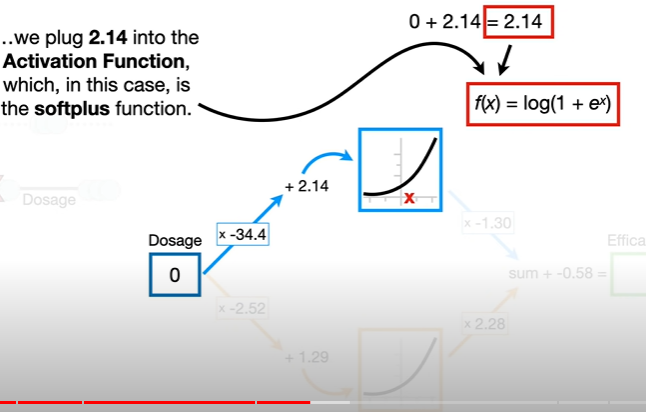 0 + 2.14 = 2.14
..we plug 2.14 into the
Activation Function,
which, in this case, is
the softplus function.
f(x) = log(1 + eˣ)
+ 2.14
Dosage
x
x -1.30
Dosage
x -34.4
Effica
0
sum + -0.58 =
x -2.52
x 2.28
+ 1.29